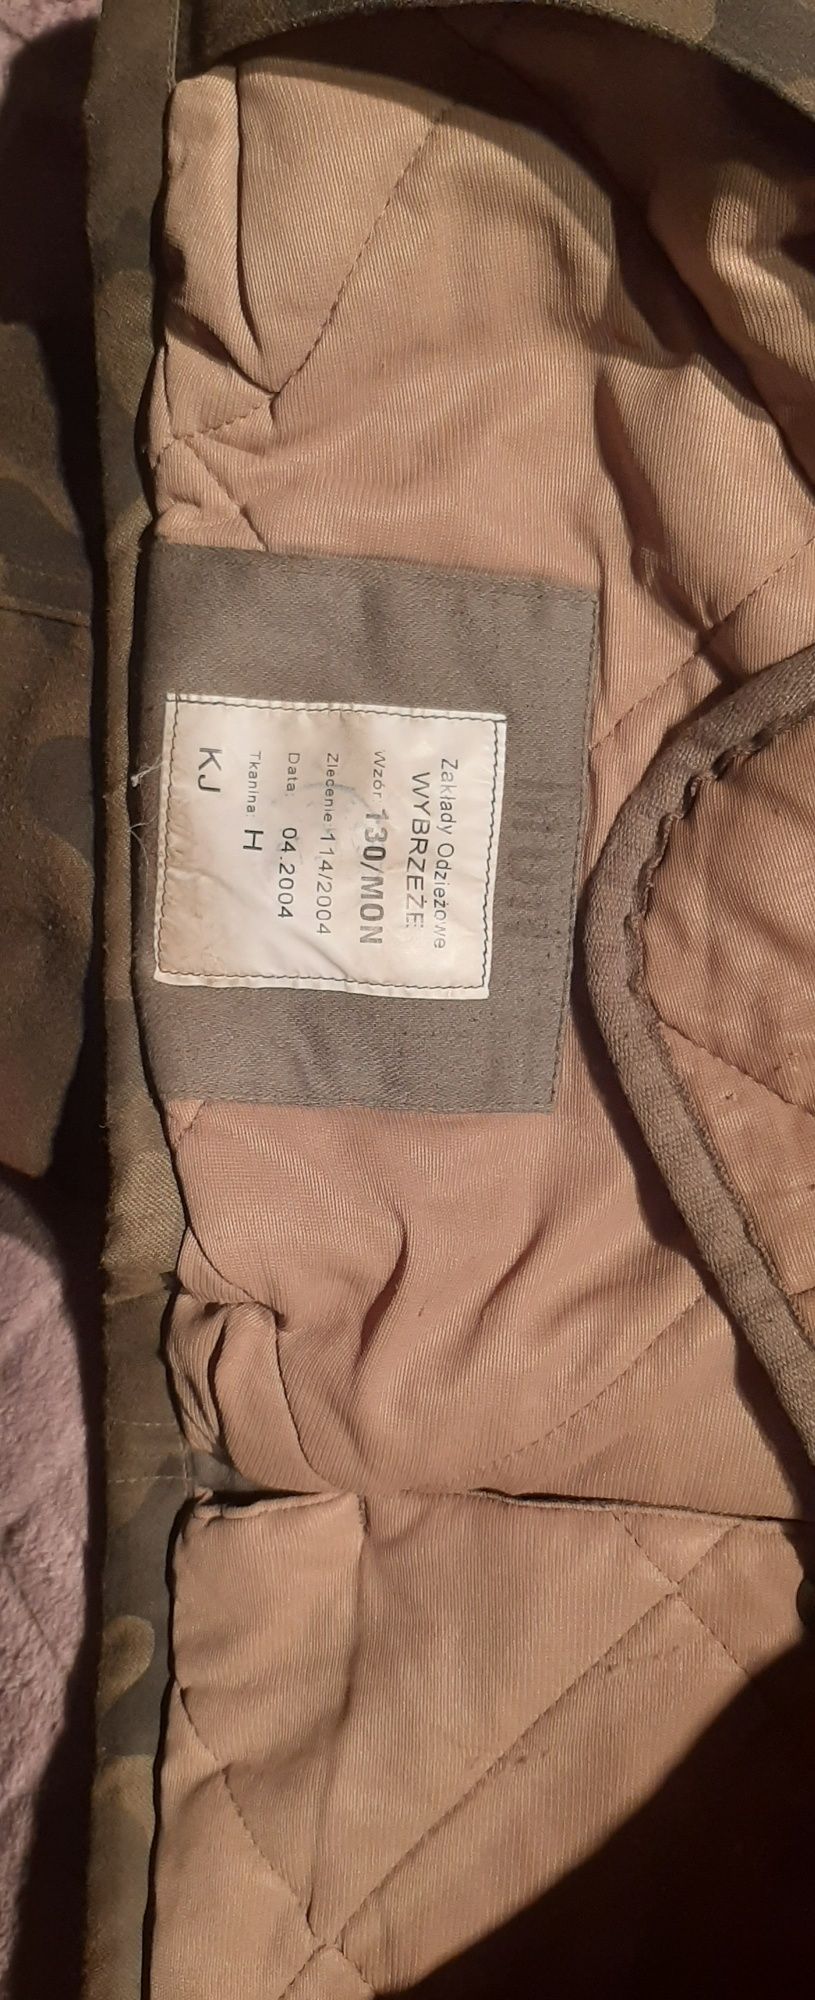 Zakłady Odzieżowe
WYBRZEŻE
Wzór: 130/MON
Zlecenie: 114/2004
Data: 04.2004
Tkanina: H
KJ